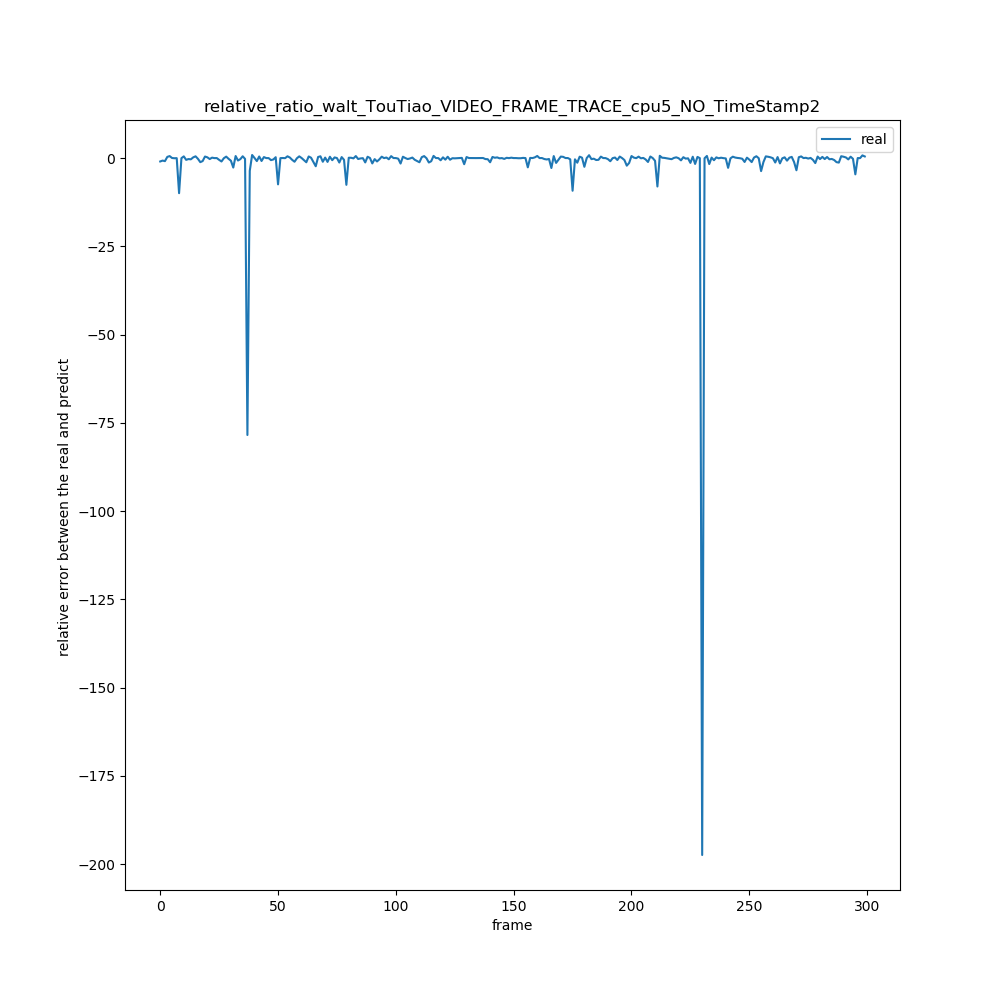 relative_ratio_walt_TouTiao_VIDEO_FRAME_TRACE_cpu5_NO_TimeStamp2
real
0
−25
−50
−75
−100
−125
−150
−175
−200
relative error between the real and predict
0 50 100 150 200 250 300
frame